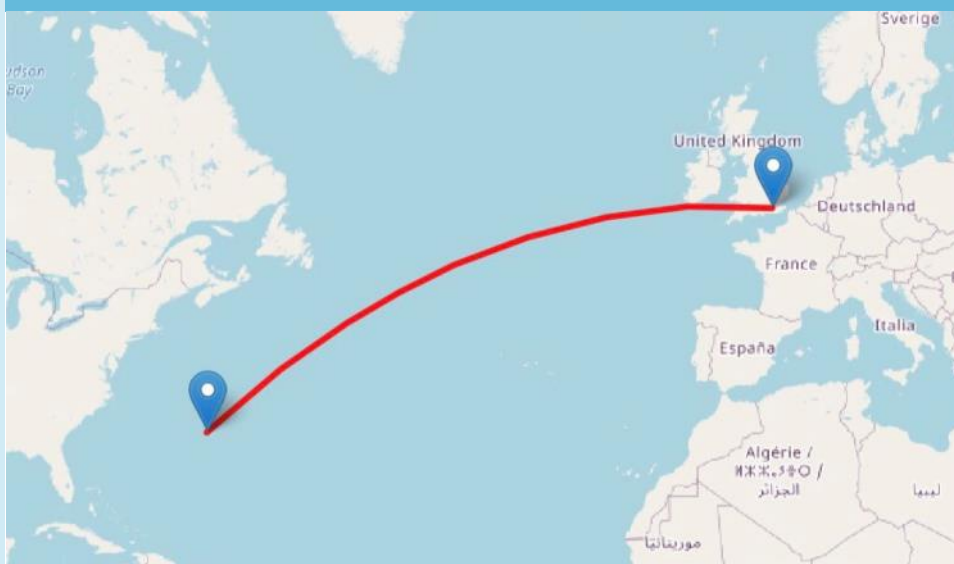 Sverige
udson
Bay
United Kingdom
Deutschland
France
Italia
España
Algérie /
ⵍⵣⵣⴰⵢⴻⵔ /
الجزائر
ليبيا
موريتانيا